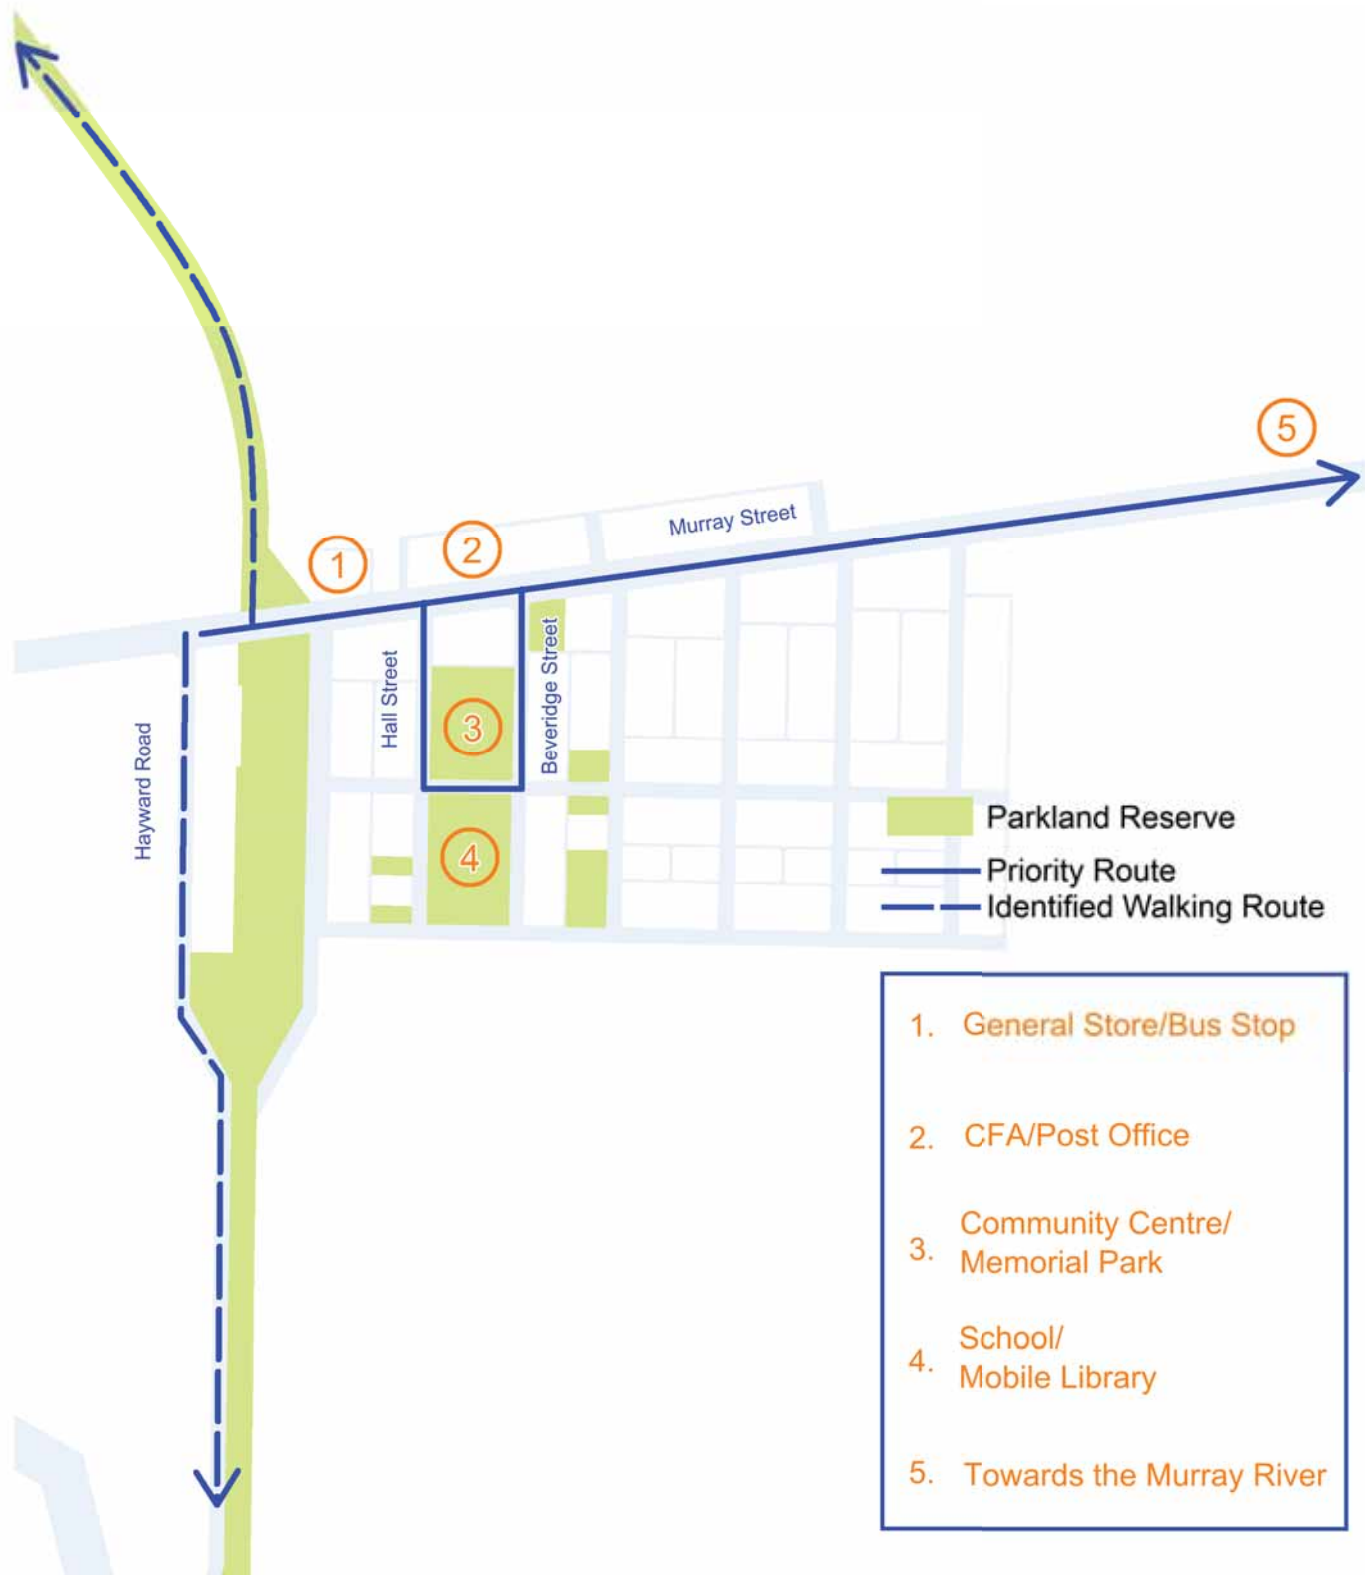 5
Murray Street
2
1
Hall Street
Beveridge Street
3
Hayward Road
4
Parkland Reserve
Priority Route
Identified Walking Route
1. General Store/Bus Stop
2. CFA/Post Office
3. Community Centre/
Memorial Park
4. School/
Mobile Library
5. Towards the Murray River